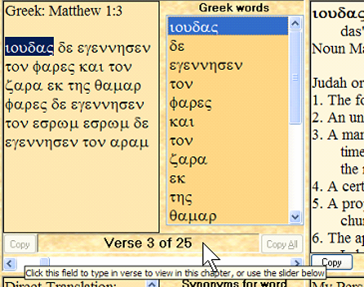 Greek: Matthew 1:3
ιουδας δε εγεννησεν
τον φαρες και τον
ζαρα εκ της θαμαρ
φαρες δε εγεννησεν
τον εσρωμ εσρωμ δε
εγεννησεν τον αραμ
Greek words
ιουδας
δε
εγεννησεν
τον
φαρες
και
τον
ζαρα
εκ
της
θαμαρ
ιουδας
das'
Noun Ma
Judah or
1. The fo
2. An un
3. A man
time
the r
4. A cert
5. A prop
chur
6. The ap
Copy
Verse 3 of 25
Copy All
Copy
Click this field to type in verse to view in this chapter, or use the slider below
Direct Translation:
Synonyms for word
My Pers